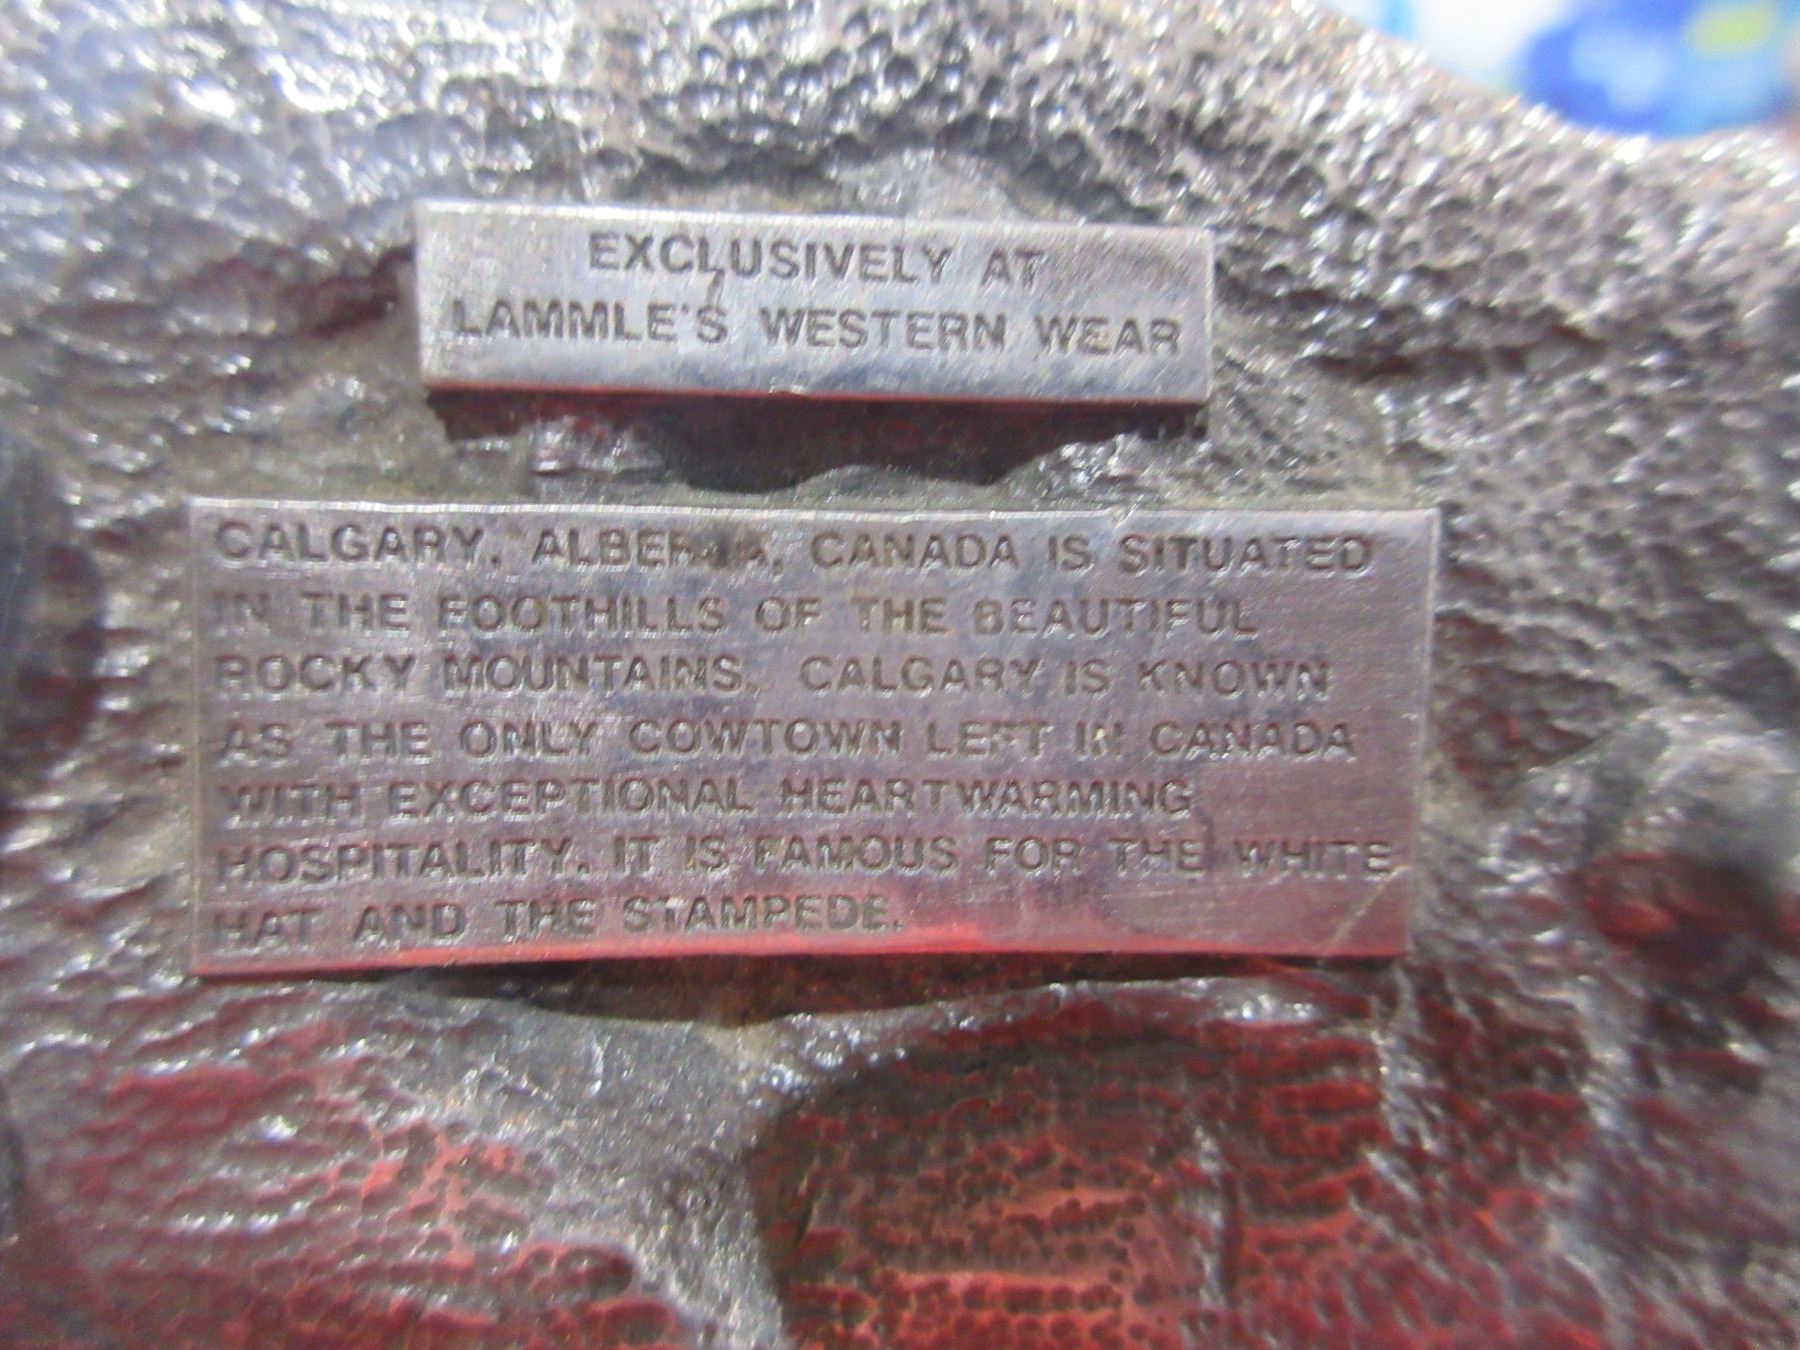 EXCLUSIVELY AT
LAMMLE'S WESTERN WEAR
CALGARY, ALBERTA, CANADA IS SITUATED
IN THE FOOTHILLS OF THE BEAUTIFUL
ROCKY MOUNTAINS. CALGARY IS KNOWN
AS THE ONLY COWTOWN LEFT IN CANADA
WITH EXCEPTIONAL HEARTWARMING
HOSPITALITY. IT IS FAMOUS FOR THE WHITE
HAT AND THE STAMPEDE.